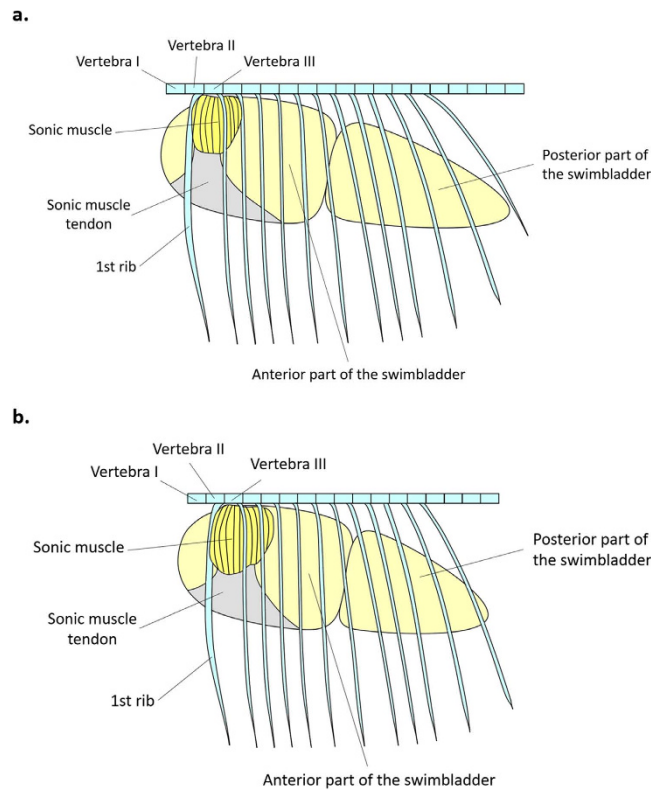 a.
Vertebra II
Vertebra I
Vertebra III
Sonic muscle
Posterior part of
the swimbladder
Sonic muscle
tendon
1st rib
Anterior part of the swimbladder
b.
Vertebra II
Vertebra I
Vertebra III
Sonic muscle
Posterior part of
the swimbladder
Sonic muscle
tendon
1st rib
Anterior part of the swimbladder